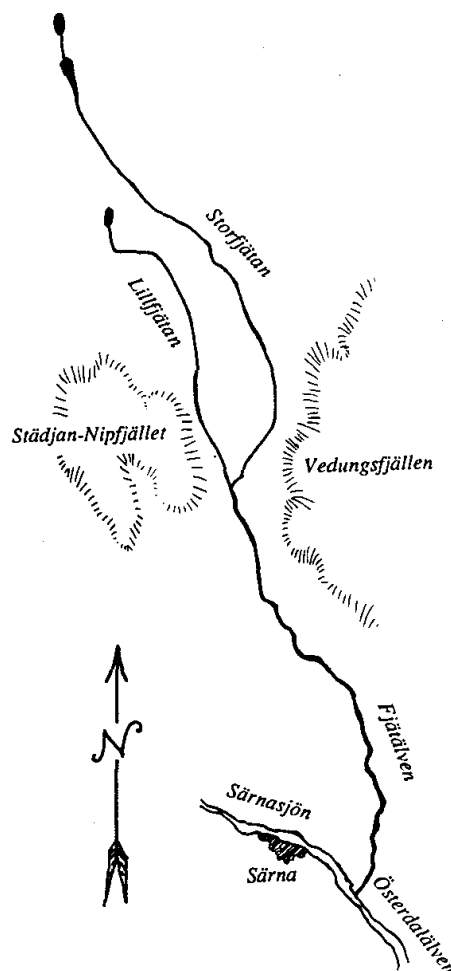 Storfjätan
Lillfjätan
Städjan-Nipfjället
Vedungsfjällen
N
Fjätälven
Särnasjön
Särna
Österdalälven